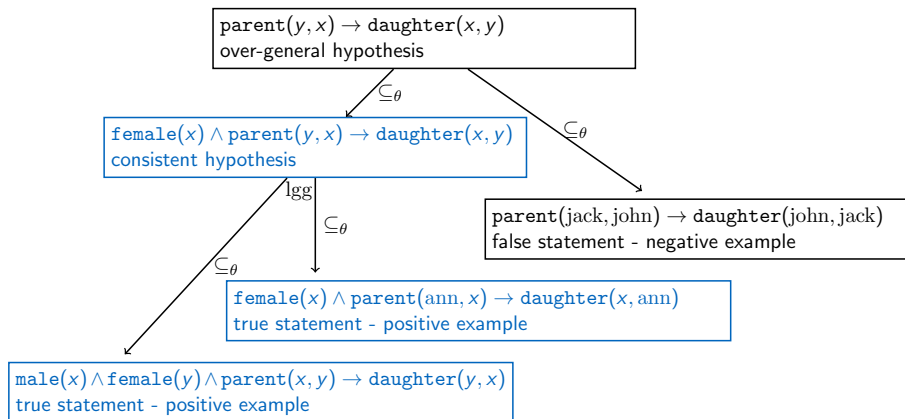 parent(y, x) → daughter(x, y)
over-general hypothesis
⊆θ
female(x) ∧ parent(y, x) → daughter(x, y)
consistent hypothesis
⊆θ
lgg
⊆θ
parent(jack, john) → daughter(john, jack)
false statement - negative example
⊆θ
female(x) ∧ parent(ann, x) → daughter(x, ann)
true statement - positive example
male(x) ∧ female(y) ∧ parent(x, y) → daughter(y, x)
true statement - positive example